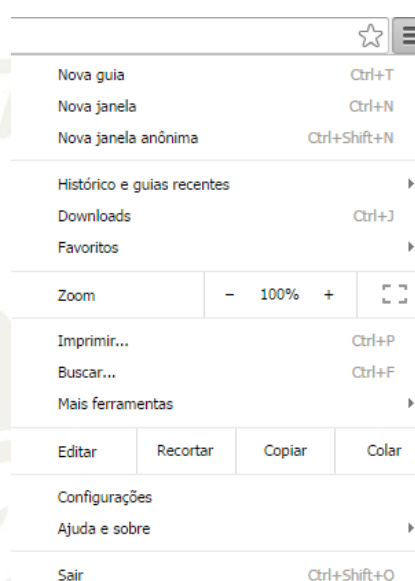 Nova guia Ctrl+T
Nova janela Ctrl+N
Nova janela anônima Ctrl+Shift+N
Histórico e guias recentes
Downloads Ctrl+J
Favoritos
Zoom − 100% +
Imprimir... Ctrl+P
Buscar... Ctrl+F
Mais ferramentas
Editar Recortar Copiar Colar
Configurações
Ajuda e sobre
Sair Ctrl+Shift+Q